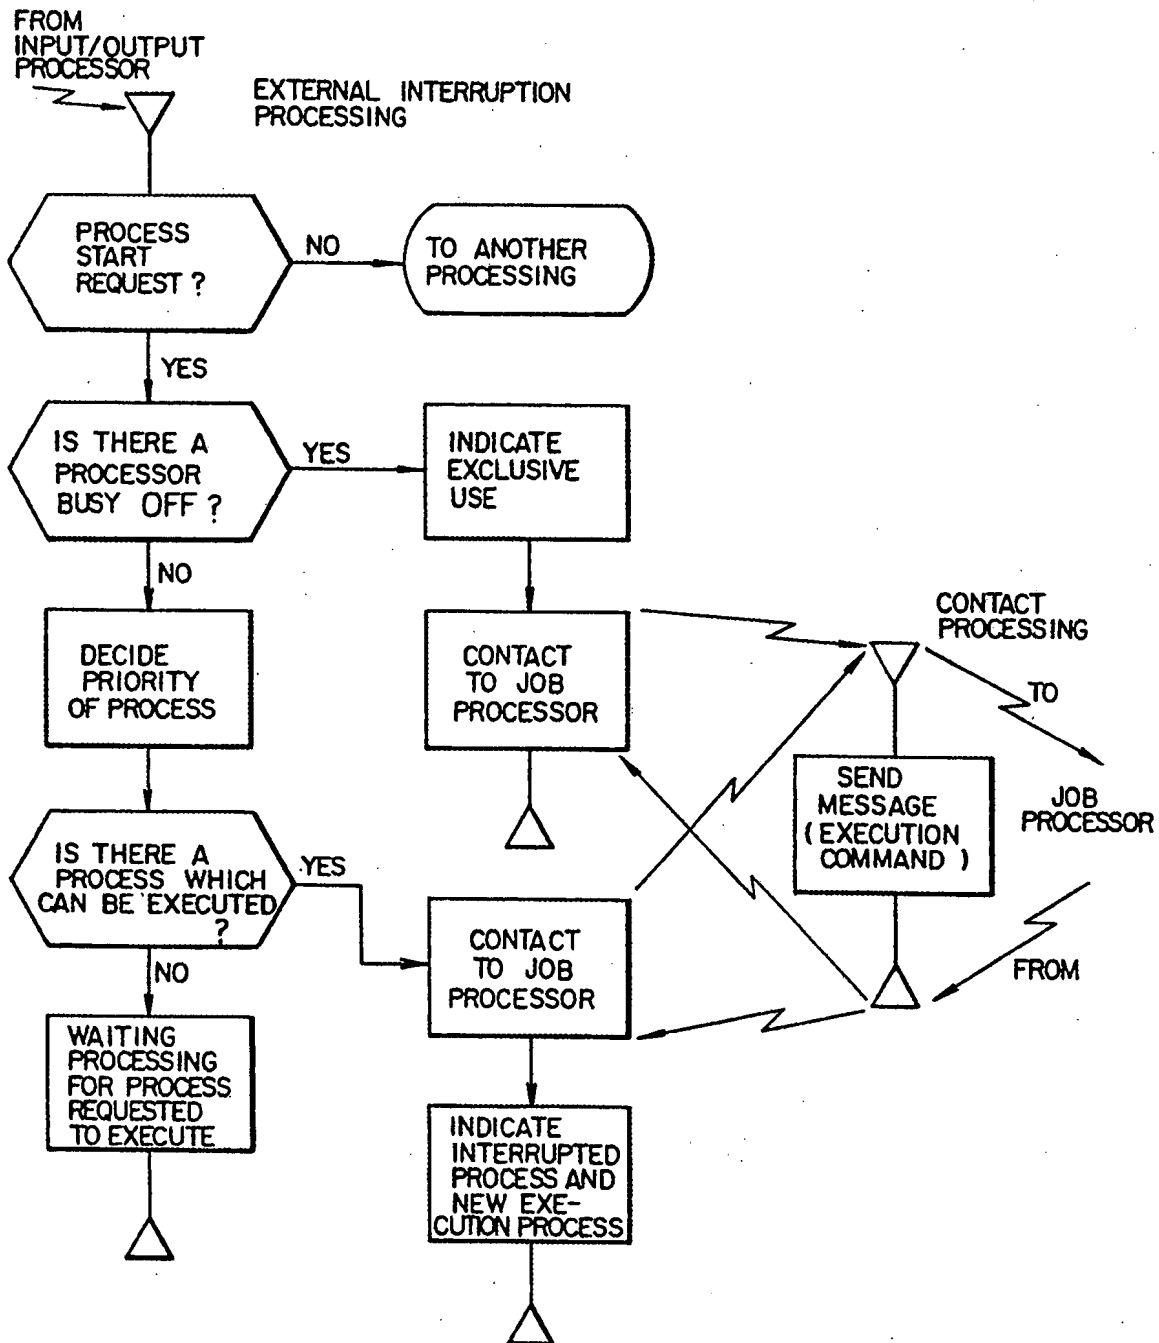 FROM
INPUT/OUTPUT
PROCESSOR
EXTERNAL INTERRUPTION
PROCESSING
PROCESS
START
REQUEST ?
NO
TO ANOTHER
PROCESSING
YES
IS THERE A
PROCESSOR
BUSY OFF ?
YES
INDICATE
EXCLUSIVE
USE
NO
DECIDE
PRIORITY
OF PROCESS
CONTACT
TO JOB
PROCESSOR
CONTACT
PROCESSING
TO
SEND
MESSAGE
( EXECUTION
COMMAND )
JOB
PROCESSOR
IS THERE A
PROCESS WHICH
CAN BE EXECUTED
?
YES
NO
CONTACT
TO JOB
PROCESSOR
FROM
WAITING
PROCESSING
FOR PROCESS
REQUESTED
TO EXECUTE
INDICATE
INTERRUPTED
PROCESS AND
NEW EXE-
CUTION PROCESS